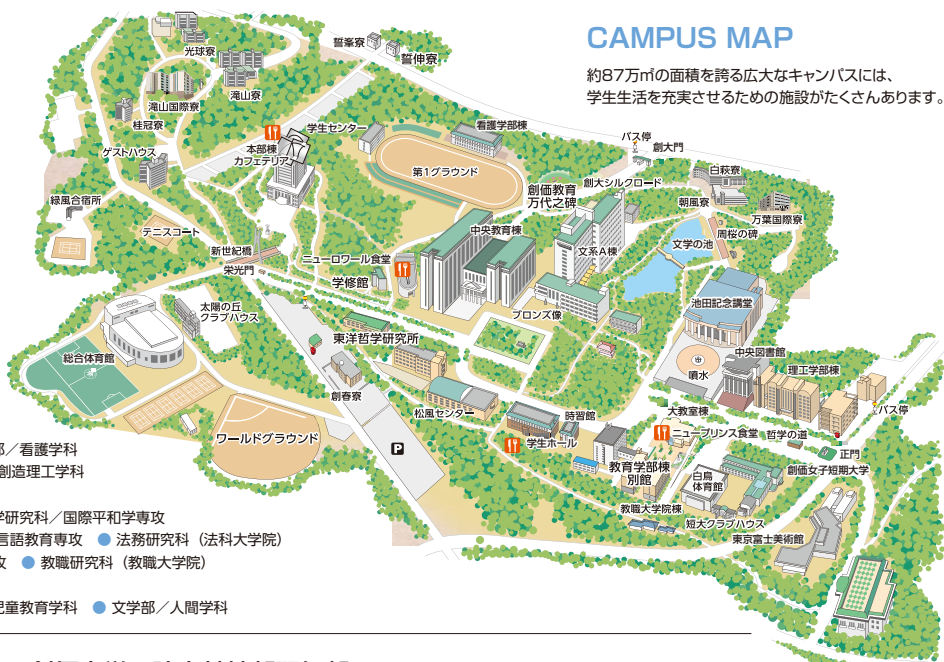 CAMPUS MAP
約87万㎡の面積を誇る広大なキャンパスには、
学生生活を充実させるための施設がたくさんあります。
光球寮
誓峯寮
誓伸寮
滝山寮
滝山国際寮
桂冠寮
ゲストハウス
緑風合宿所
テニスコート
本部棟
カフェテリア
学生センター
看護学部棟
第1グラウンド
バス停
創大門
創大シルクロード
創価教育
万代之碑
白萩寮
朝風寮
万葉国際寮
周桜の碑
文学の池
新世紀橋
栄光門
ニューロワール食堂
学修館
中央教育棟
文系A棟
ブロンズ像
池田記念講堂
太陽の丘
クラブハウス
総合体育館
東洋哲学研究所
創春寮
松風センター
ワールドグラウンド
P
噴水
中央図書館
理工学部棟
バス停
時習館
学生ホール
大教室棟
ニュープリンス食堂
哲学の道
正門
創価女子短期大学
教育学部棟
別館
白鳥
体育館
教職大学院棟
短大クラブハウス
東京富士美術館
部／看護学科
創造理工学科
学研究科／国際平和学専攻
言語教育専攻 ● 法務研究科（法科大学院）
攻 ● 教職研究科（教職大学院）
児童教育学科 ● 文学部／人間学科